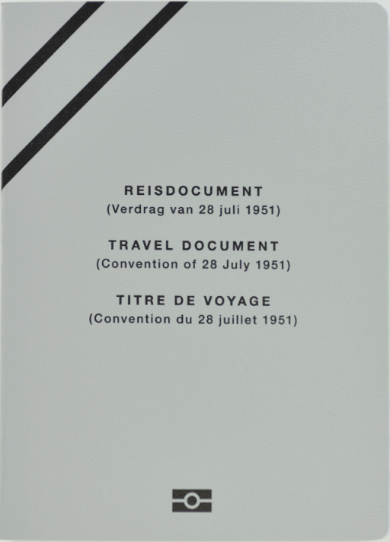 REISDOCUMENT
(Verdrag van 28 juli 1951)
TRAVEL DOCUMENT
(Convention of 28 July 1951)
TITRE DE VOYAGE
(Convention du 28 juillet 1951)